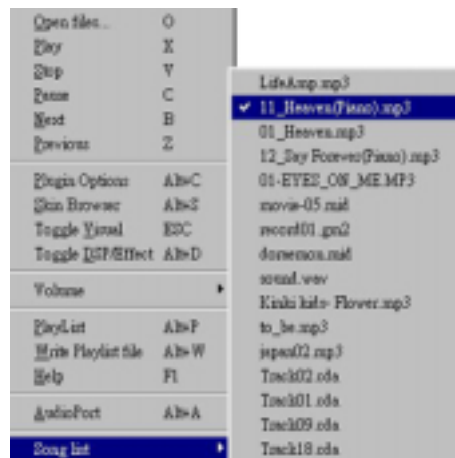 Open files... O
Play X
Stop V
Pause C
Next B
Previous Z
Plugin Options Alt+C
Skin Browser Alt+S
Toggle Visual ESC
Toggle DSP/Effect Alt+D
Volume
PlayList Alt+P
Write Playlist file Alt+W
Help F1
AudioPort Alt+A
Song list
LifeAmp.mp3
11_Heaven(Piano).mp3
01_Heaven.mp3
12_Say Forever(Piano).mp3
01-EYES_ON_ME.MP3
movie-05.mid
record01.gm2
doraemon.mid
sound.wav
Kinki kids- Flower.mp3
to_be.mp3
japan02.mp3
Track02.cda
Track01.cda
Track09.cda
Track18.cda